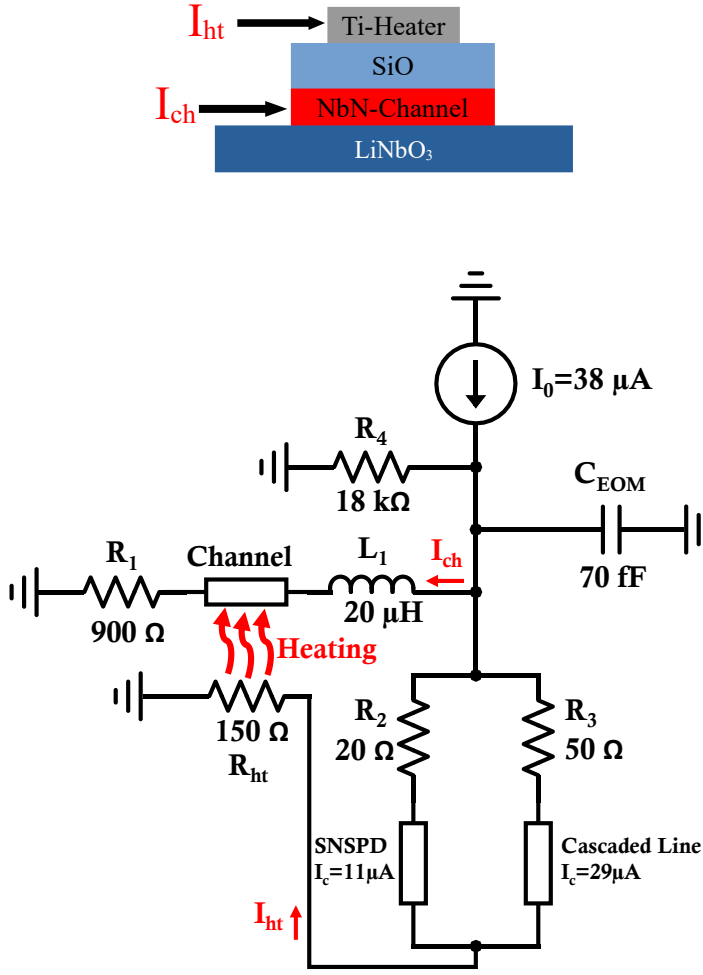 I_ht
Ti-Heater
SiO
I_ch
NbN-Channel
LiNbO₃
I₀=38 μA
R₄
18 kΩ
C_EOM
70 fF
R₁
Channel
L₁
I_ch
900 Ω
20 μH
Heating
150 Ω
R_ht
R₂
20 Ω
R₃
50 Ω
SNSPD
I_c=11μA
Cascaded Line
I_c=29μA
I_ht